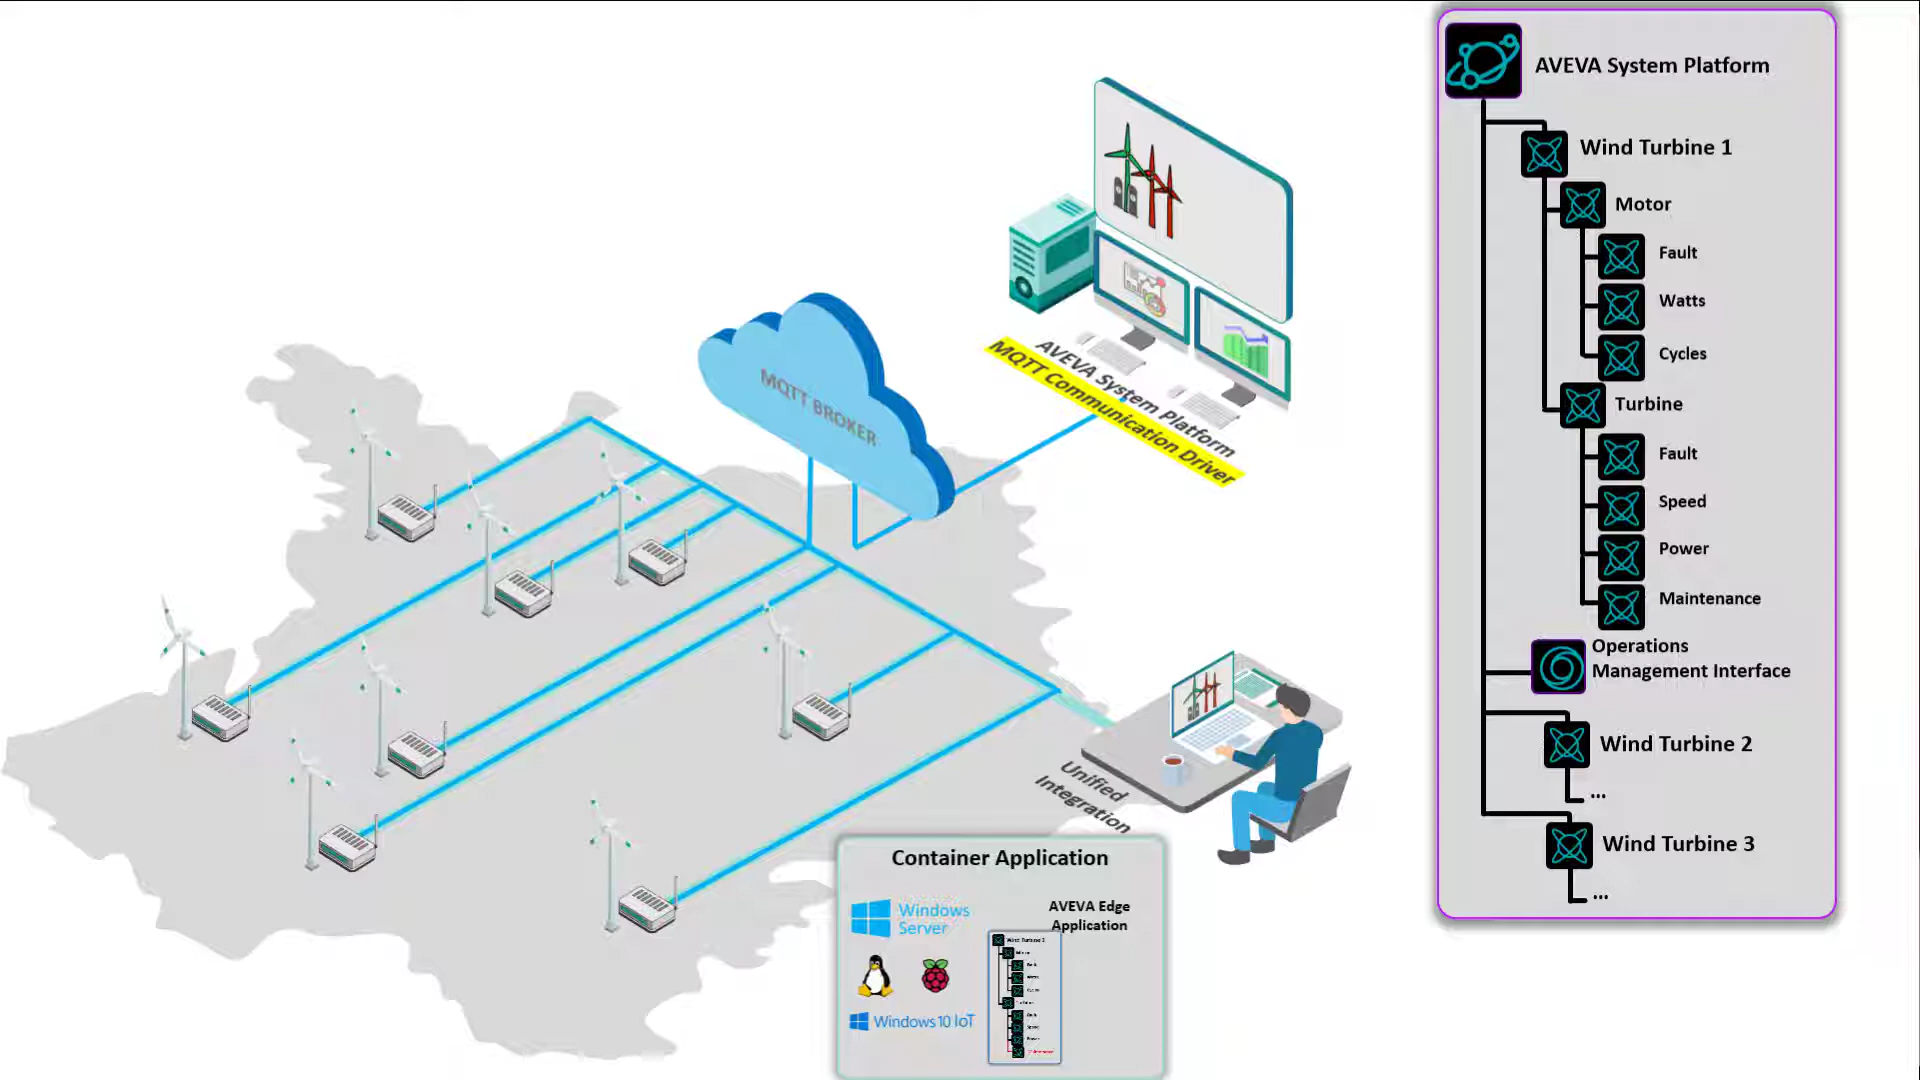 MQTT BROKER
AVEVA System Platform
MQTT Communication Driver
Unified
Integration
Container Application
Windows
Server
Windows 10 IoT
AVEVA Edge
Application
AVEVA System Platform
Wind Turbine 1
Motor
Fault
Watts
Cycles
Turbine
Fault
Speed
Power
Maintenance
Operations
Management Interface
Wind Turbine 2
...
Wind Turbine 3
...